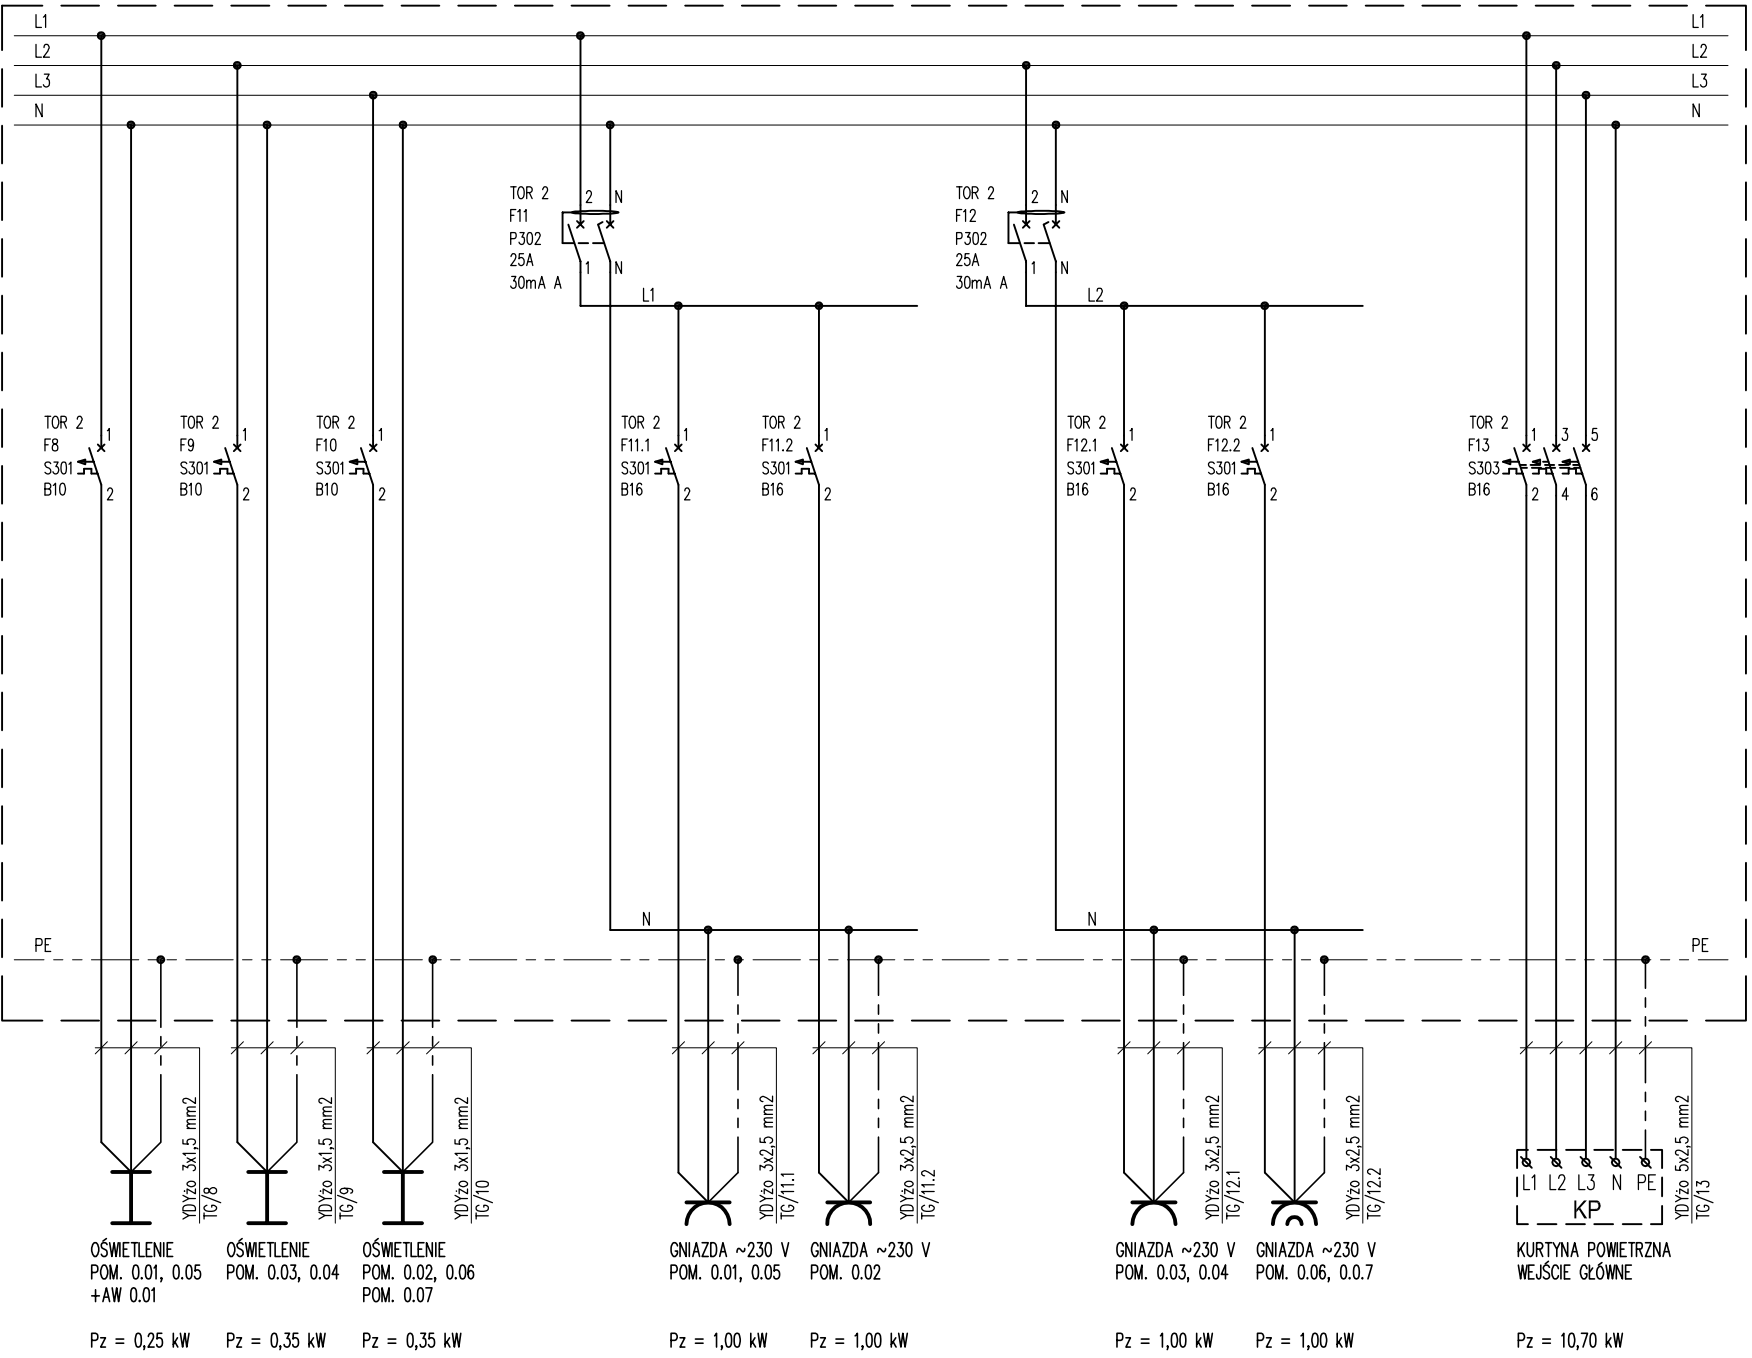 L1
L1
L2
L2
L3
L3
N
N
TOR 2
F11
P302
25A
30mA A
2
N
1
N
L1
TOR 2
F12
P302
25A
30mA A
2
N
1
N
L2
TOR 2
F8
S301
B10
1
2
TOR 2
F9
S301
B10
1
2
TOR 2
F10
S301
B10
1
2
TOR 2
F11.1
S301
B16
1
2
TOR 2
F11.2
S301
B16
1
2
TOR 2
F12.1
S301
B16
1
2
TOR 2
F12.2
S301
B16
1
2
TOR 2
F13
S303
B16
1
3
5
2
4
6
N
N
PE
PE
YDYżo 3x1,5 mm2
TG/8
YDYżo 3x1,5 mm2
TG/9
YDYżo 3x1,5 mm2
TG/10
YDYżo 3x2,5 mm2
TG/11.1
YDYżo 3x2,5 mm2
TG/11.2
YDYżo 3x2,5 mm2
TG/12.1
YDYżo 3x2,5 mm2
TG/12.2
YDYżo 5x2,5 mm2
TG/13
L1 L2 L3 N PE
KP
OŚWIETLENIE
POM. 0.01, 0.05
+AW 0.01
Pz = 0,25 kW
OŚWIETLENIE
POM. 0.03, 0.04
Pz = 0,35 kW
OŚWIETLENIE
POM. 0.02, 0.06
POM. 0.07
Pz = 0,35 kW
GNIAZDA ~230 V
POM. 0.01, 0.05
Pz = 1,00 kW
GNIAZDA ~230 V
POM. 0.02
Pz = 1,00 kW
GNIAZDA ~230 V
POM. 0.03, 0.04
Pz = 1,00 kW
GNIAZDA ~230 V
POM. 0.06, 0.0.7
Pz = 1,00 kW
KURTYNA POWIETRZNA
WEJŚCIE GŁÓWNE
Pz = 10,70 kW